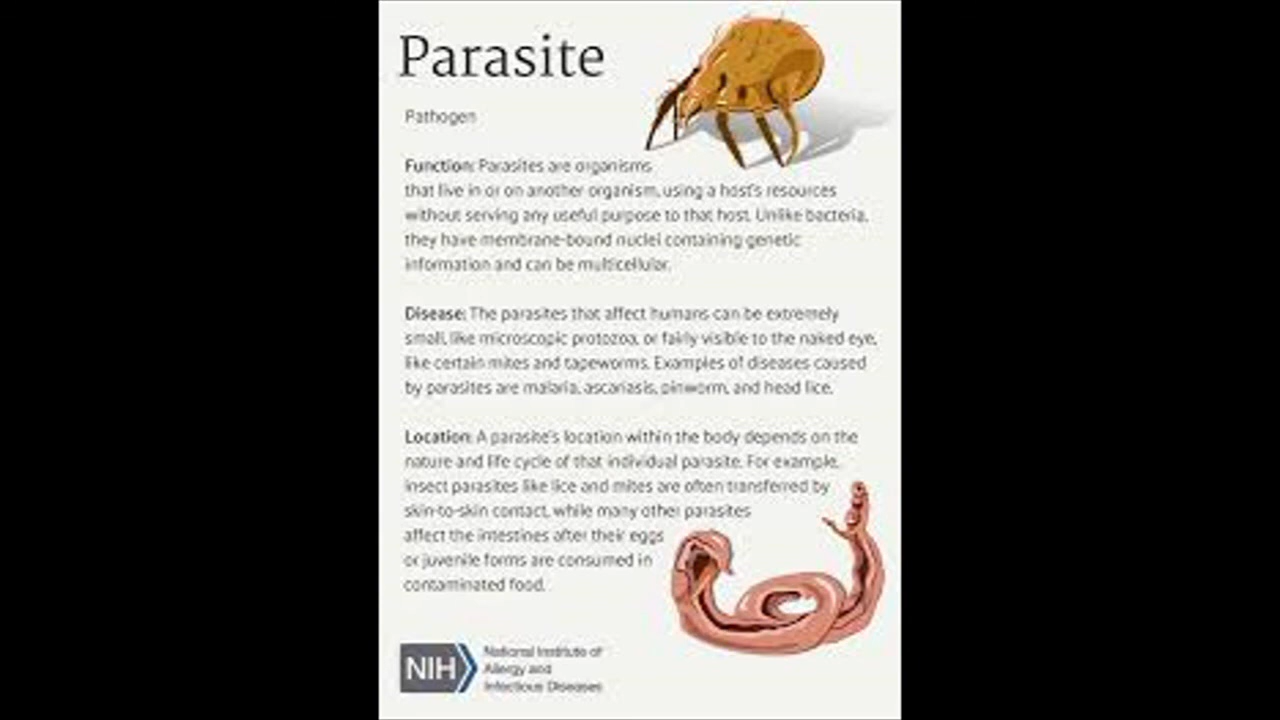 Parasite
Pathogen
Function: Parasites are organisms
that live in or on another organism, using a host's resources
without serving any useful purpose to that host. Unlike bacteria,
they have membrane-bound nuclei containing genetic
information and can be multicellular.
Disease: The parasites that affect humans can be extremely
small, like microscopic protozoa, or fairly visible to the naked eye,
like certain mites and tapeworms. Examples of diseases caused
by parasites are malaria, ascariasis, pinworm, and head lice.
Location: A parasite's location within the body depends on the
nature and life cycle of that individual parasite. For example,
insect parasites like lice and mites are often transferred by
skin-to-skin contact, while many other parasites
affect the intestines after their eggs
or juvenile forms are consumed in
contaminated food.
NIH
National Institute of
Allergy and
Infectious Diseases